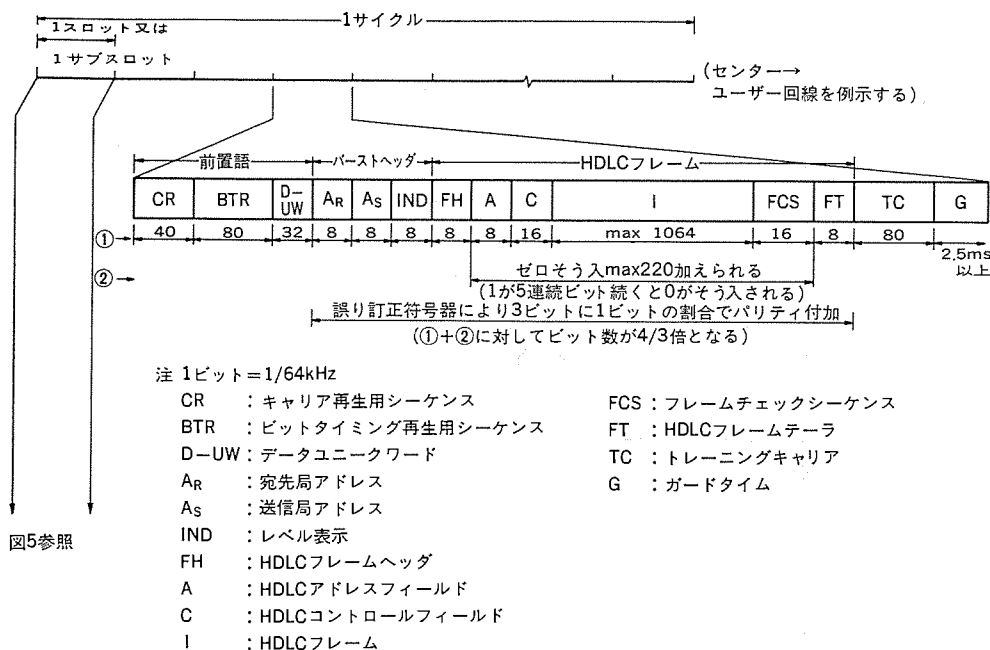 1サイクル
1スロット又は
1サブスロット
(センター→
ユーザー回線を例示する)
前置語 バーストヘッダ HDLCフレーム
CR BTR D-UW AR AS IND FH A C I FCS FT TC G
① 40 80 32 8 8 8 8 8 16 max 1064 16 8 80 2.5ms以上
②
ゼロそう入max220加えられる
(1が5連続ビット続くと0がそう入される)
誤り訂正符号器により3ビットに1ビットの割合でパリティ付加
(①+②に対してビット数が4/3倍となる)
図5参照
注 1ビット=1/64kHz
CR :キャリア再生用シーケンス
BTR :ビットタイミング再生用シーケンス
D-UW:データユニークワード
AR :宛先局アドレス
AS :送信局アドレス
IND :レベル表示
FH :HDLCフレームヘッダ
A :HDLCアドレスフィールド
C :HDLCコントロールフィールド
I :HDLCフレーム
FCS:フレームチェックシーケンス
FT :HDLCフレームテーラ
TC :トレーニングキャリア
G :ガードタイム